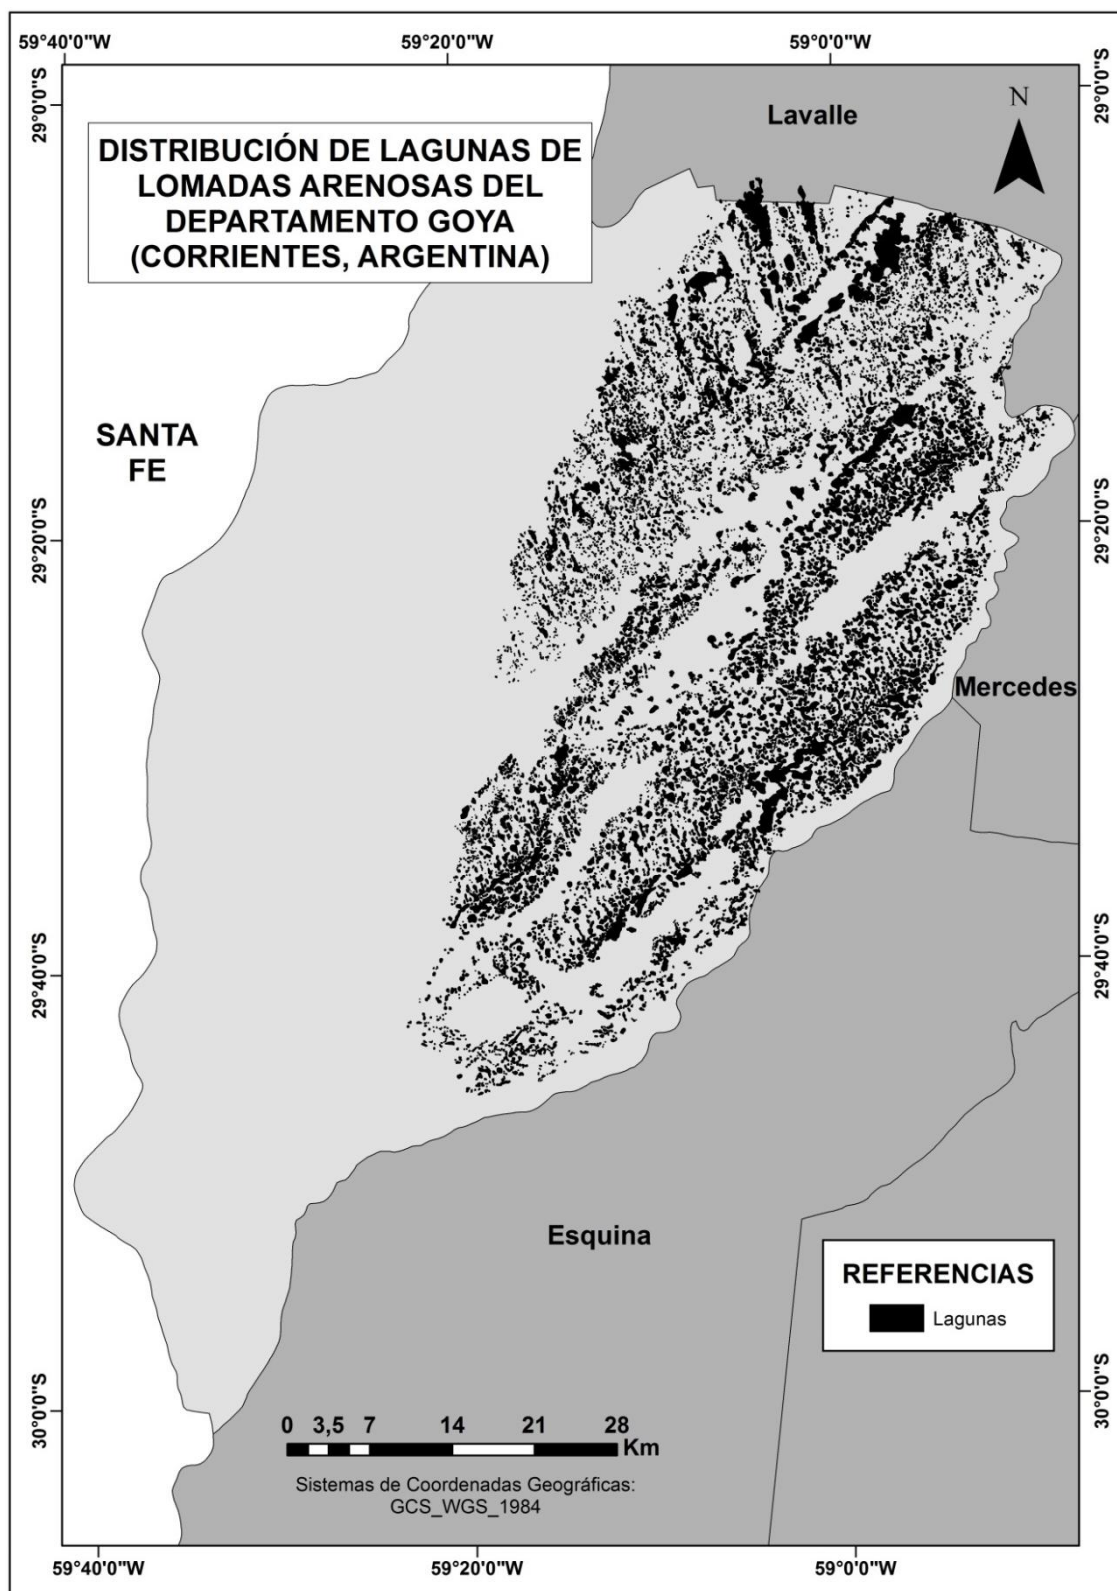 59°40'0"W 59°20'0"W 59°0'0"W
29°0'0"S
29°0'0"S
Lavalle
N
DISTRIBUCIÓN DE LAGUNAS DE
LOMADAS ARENOSAS DEL
DEPARTAMENTO GOYA
(CORRIENTES, ARGENTINA)
SANTA
FE
29°20'0"S
29°20'0"S
Mercedes
29°40'0"S
29°40'0"S
Esquina
REFERENCIAS
Lagunas
30°0'0"S
30°0'0"S
0 3,5 7 14 21 28
Km
Sistemas de Coordenadas Geográficas:
GCS_WGS_1984
59°40'0"W 59°20'0"W 59°0'0"W